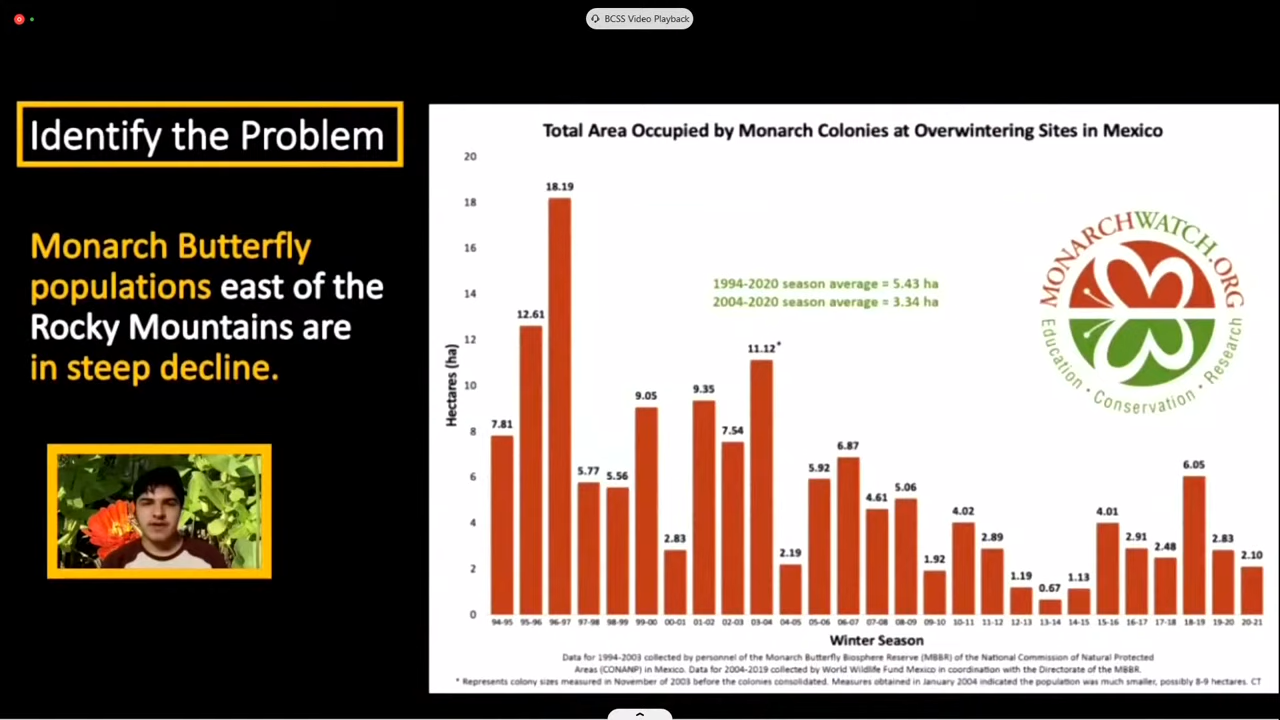 BCSS Video Playback
Identify the Problem
Monarch Butterfly
populations east of the
Rocky Mountains are
in steep decline.
Total Area Occupied by Monarch Colonies at Overwintering Sites in Mexico
20
18
16
14
12
10
8
6
4
2
0
Hectares (ha)
1994-2020 season average = 5.43 ha
2004-2020 season average = 3.34 ha
MONARCHWATCH.ORG
Education • Conservation • Research
7.81
12.61
18.19
5.77
5.56
9.05
2.83
9.35
7.54
11.12*
2.19
5.92
6.87
4.61
5.06
1.92
4.02
2.89
1.19
0.67
1.13
4.01
2.91
2.48
6.05
2.83
2.10
94-95 95-96 96-97 97-98 98-99 99-00 00-01 01-02 02-03 03-04 04-05 05-06 06-07 07-08 08-09 09-10 10-11 11-12 12-13 13-14 14-15 15-16 16-17 17-18 18-19 19-20 20-21
Winter Season
Data for 1994-2003 collected by personnel of the Monarch Butterfly Biosphere Reserve (MBBR) of the National Commission of Natural Protected
Areas (CONANP) in Mexico. Data for 2004-2019 collected by World Wildlife Fund Mexico in coordination with the Directorate of the MBBR.
* Represents colony sizes measured in November of 2003 before the colonies consolidated. Measures obtained in January 2004 indicated the population was much smaller, possibly 8-9 hectares. CT